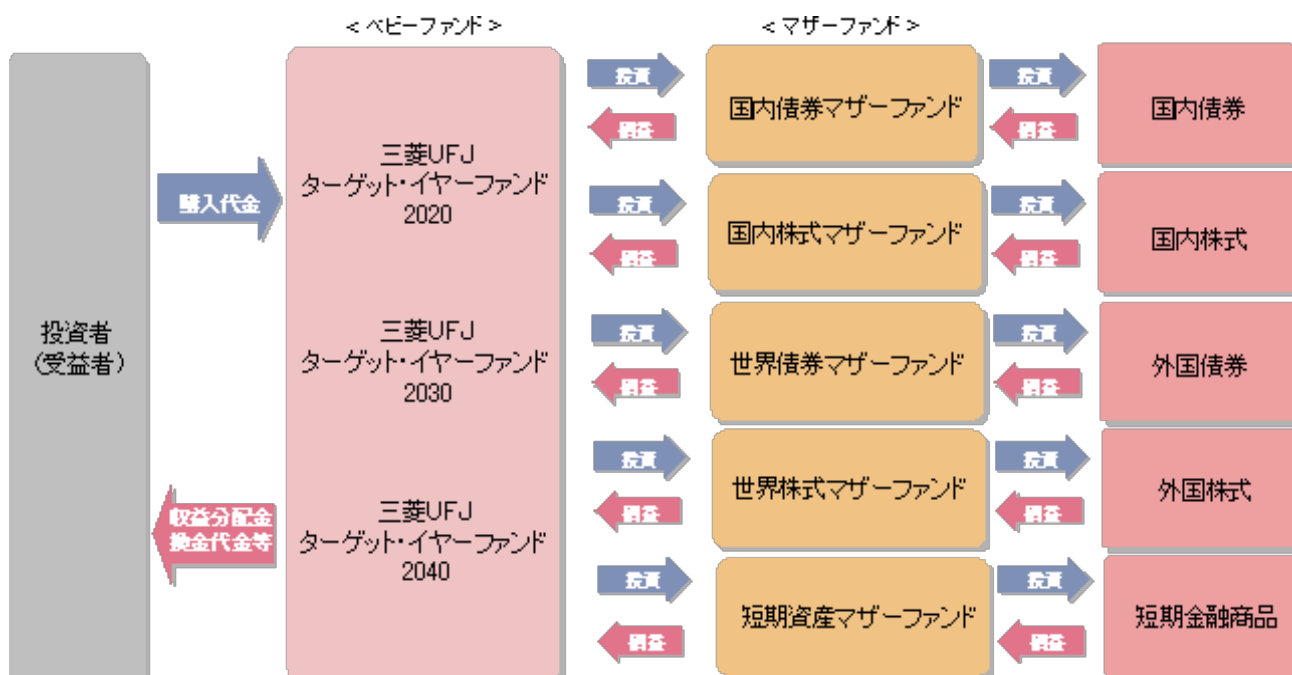 ＜ベビーファンド＞
＜マザーファンド＞
投資者
（受益者）
購入代金
収益分配金
換金代金等
三菱UFJ
ターゲット・イヤーファンド
2020
三菱UFJ
ターゲット・イヤーファンド
2030
三菱UFJ
ターゲット・イヤーファンド
2040
投資
損益
国内債券マザーファンド
投資
損益
国内債券
投資
損益
国内株式マザーファンド
投資
損益
国内株式
投資
損益
世界債券マザーファンド
投資
損益
外国債券
投資
損益
世界株式マザーファンド
投資
損益
外国株式
投資
損益
短期資産マザーファンド
投資
損益
短期金融商品